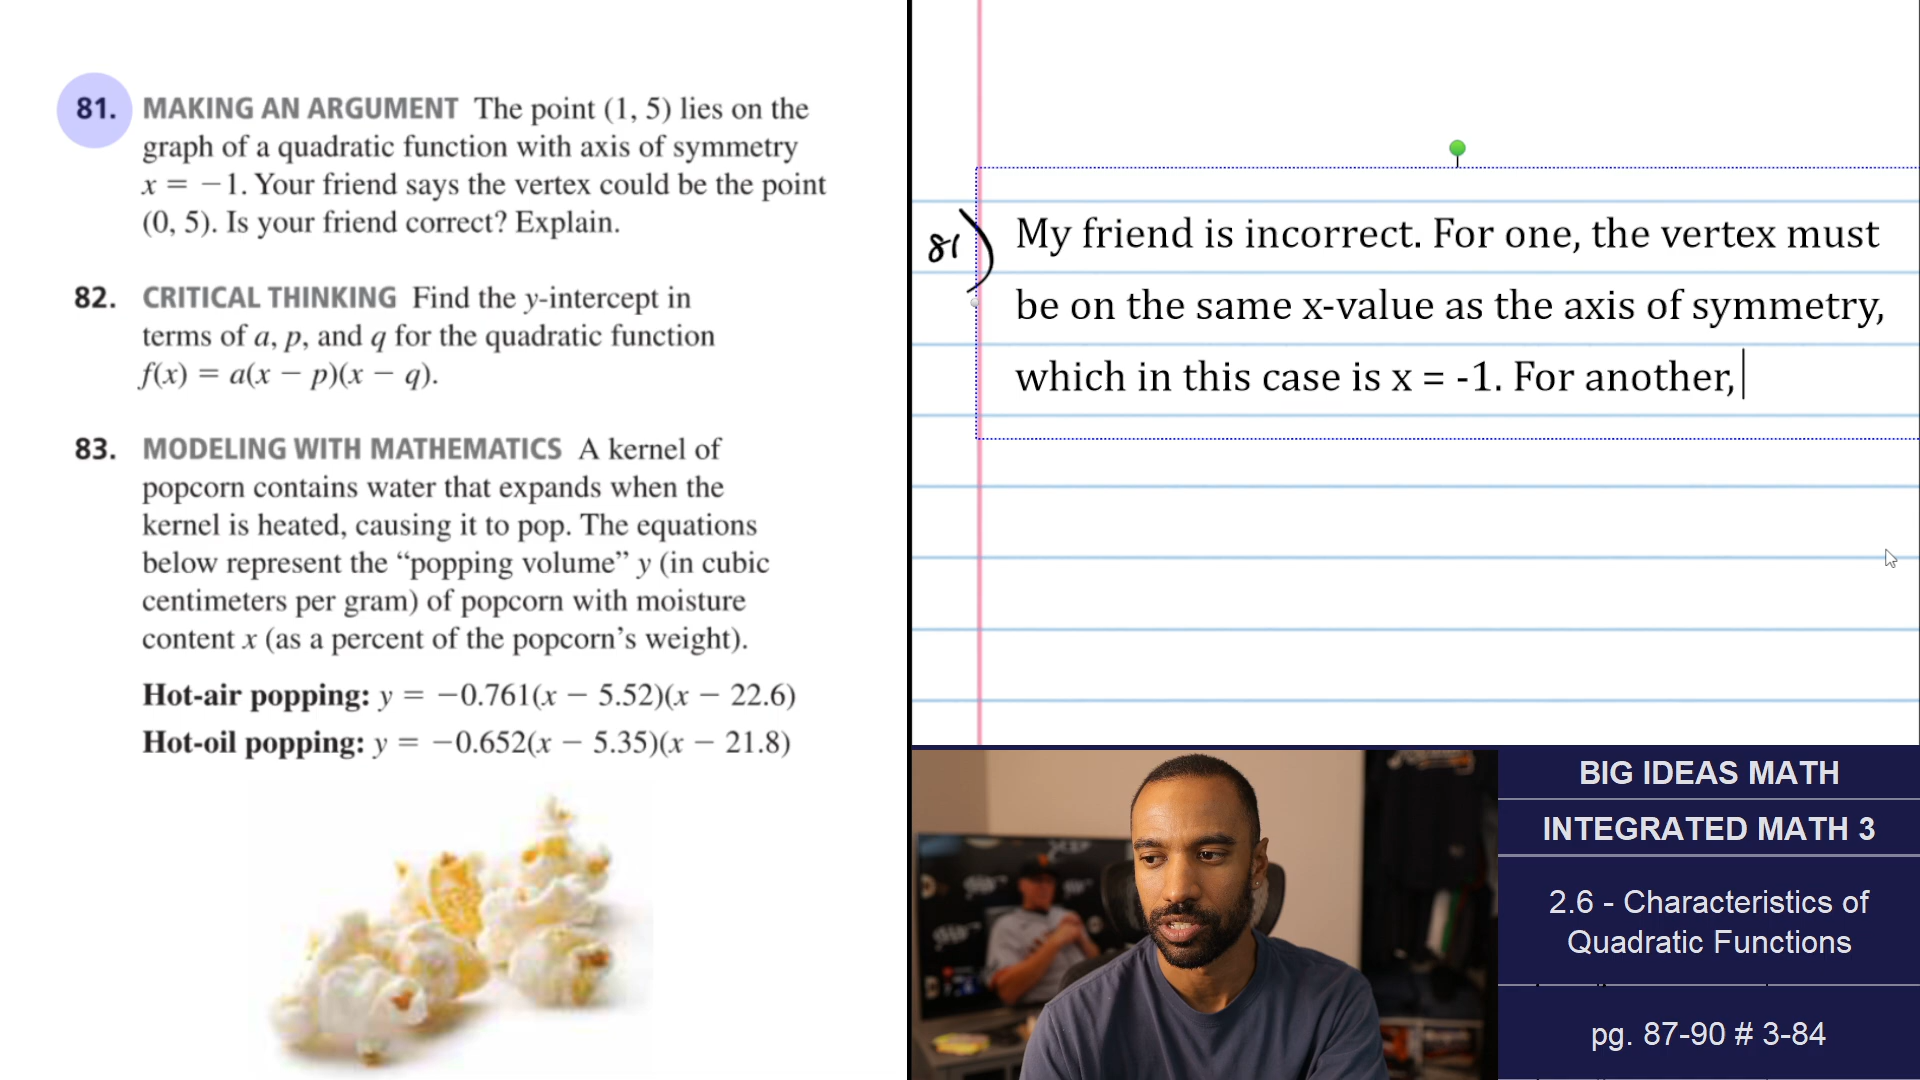 81. MAKING AN ARGUMENT The point (1, 5) lies on the
graph of a quadratic function with axis of symmetry
x = −1. Your friend says the vertex could be the point
(0, 5). Is your friend correct? Explain.
82. CRITICAL THINKING Find the y-intercept in
terms of a, p, and q for the quadratic function
f(x) = a(x − p)(x − q).
83. MODELING WITH MATHEMATICS A kernel of
popcorn contains water that expands when the
kernel is heated, causing it to pop. The equations
below represent the “popping volume” y (in cubic
centimeters per gram) of popcorn with moisture
content x (as a percent of the popcorn’s weight).
Hot-air popping: y = −0.761(x − 5.52)(x − 22.6)
Hot-oil popping: y = −0.652(x − 5.35)(x − 21.8)
81) My friend is incorrect. For one, the vertex must
be on the same x-value as the axis of symmetry,
which in this case is x = -1. For another,
BIG IDEAS MATH
INTEGRATED MATH 3
2.6 - Characteristics of
Quadratic Functions
pg. 87-90 # 3-84